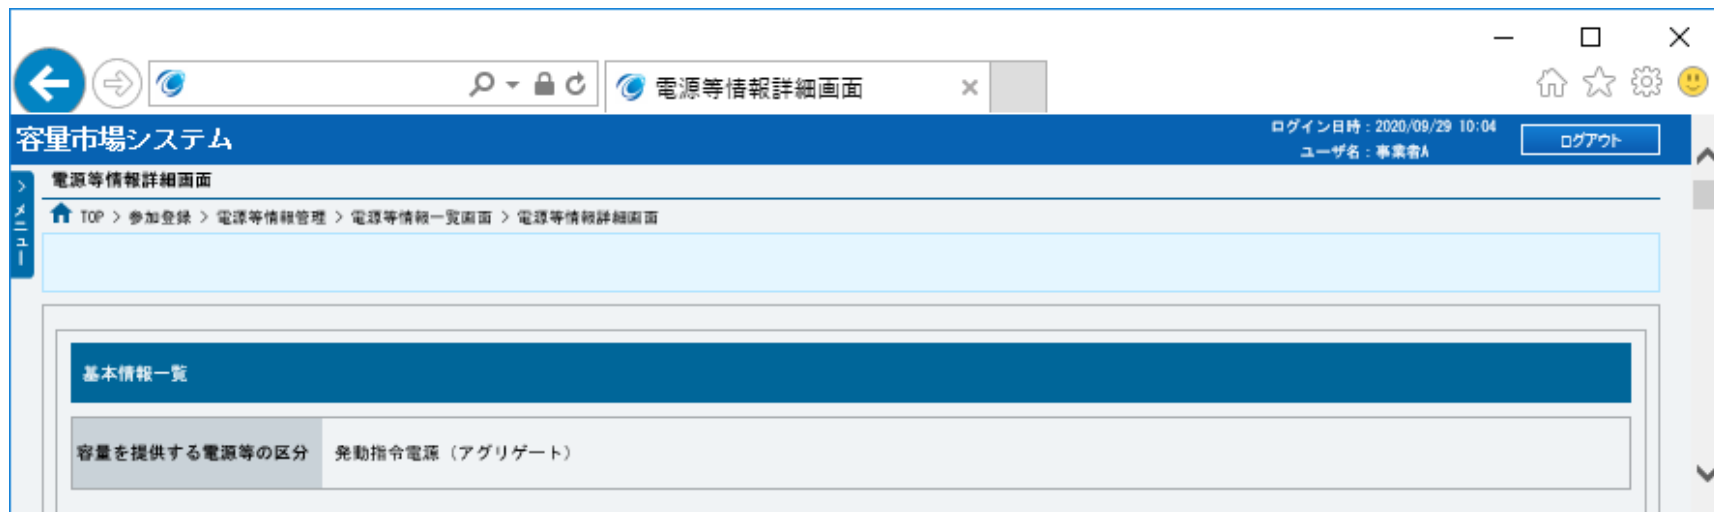 電源等情報詳細画面
容量市場システム
ログイン日時：2020/09/29 10:04
ユーザ名：事業者A
ログアウト
> メニュー
電源等情報詳細画面
TOP > 参加登録 > 電源等情報管理 > 電源等情報一覧画面 > 電源等情報詳細画面
基本情報一覧
容量を提供する電源等の区分 発動指令電源（アグリゲート）